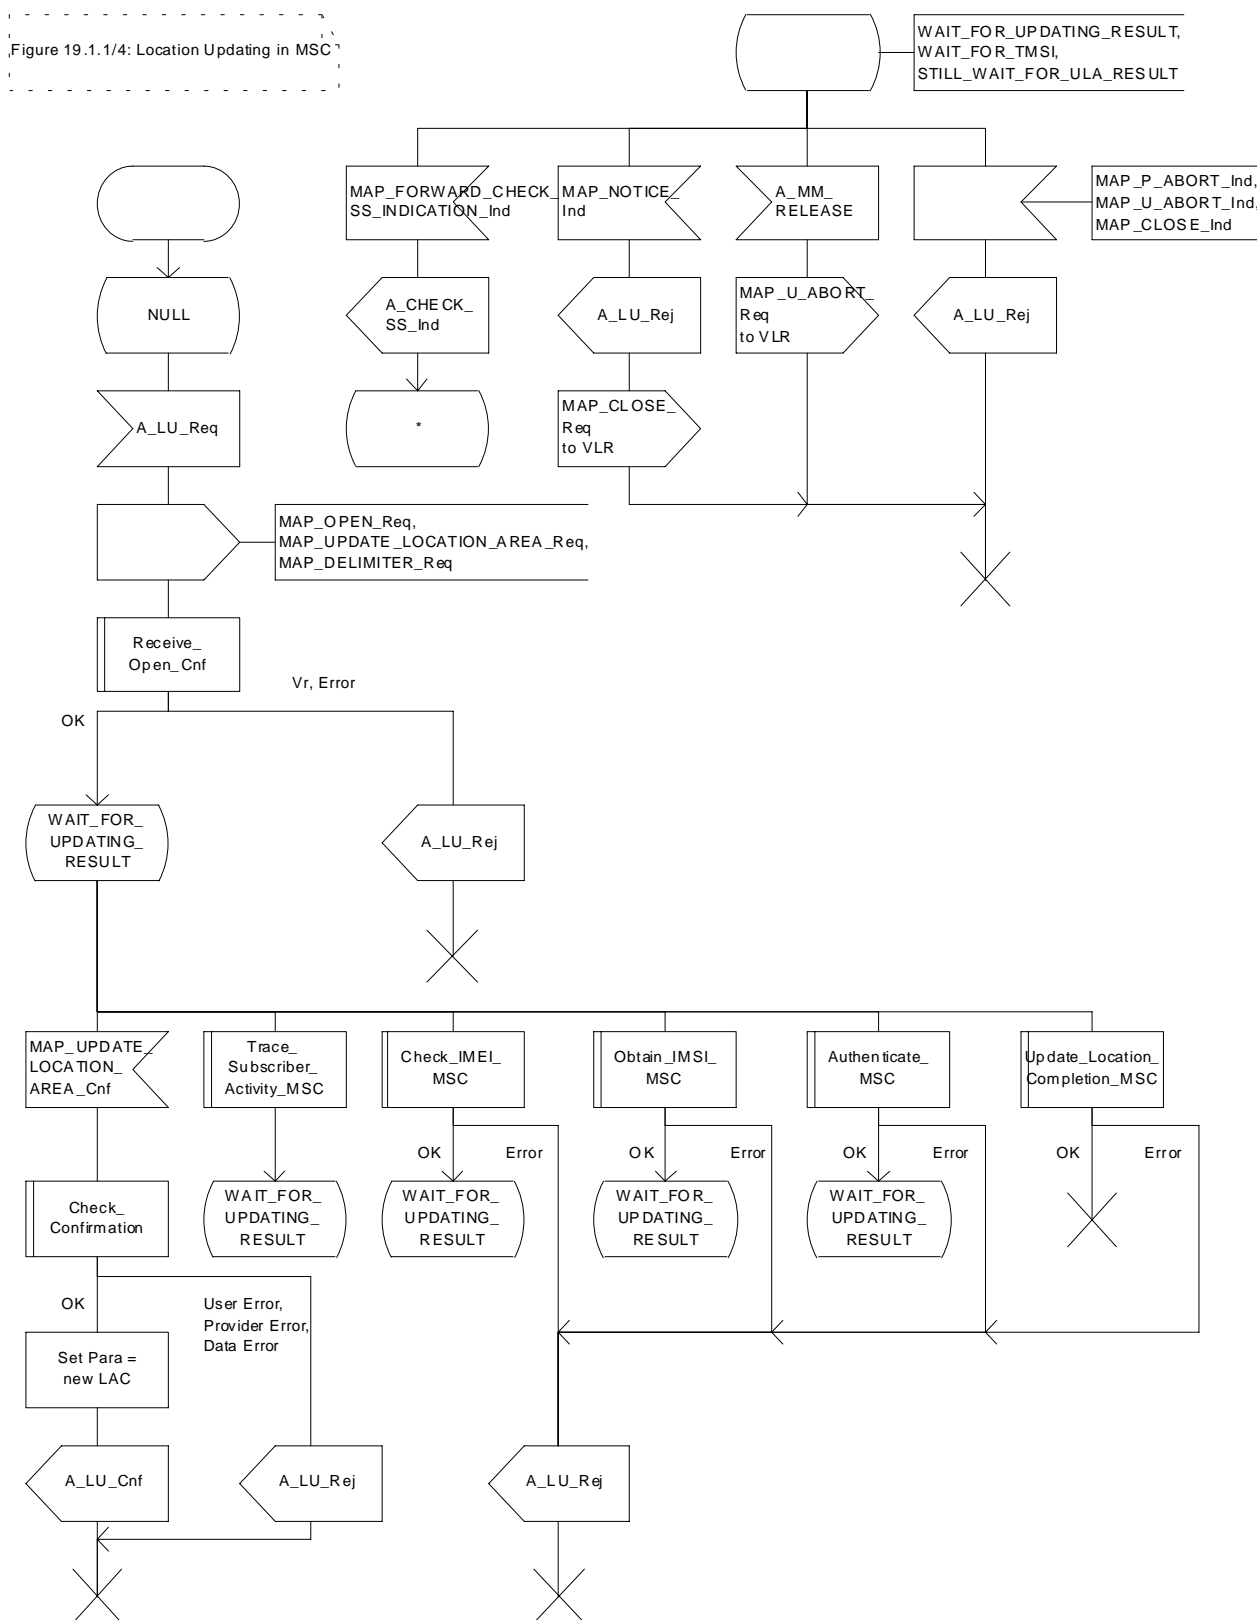 Figure 19.1.1/4: Location Updating in MSC
WAIT_FOR_UPDATING_RESULT,
WAIT_FOR_TMSI,
STILL_WAIT_FOR_ULA_RESULT
MAP_FORWARD_CHECK_
SS_INDICATION_Ind
MAP_NOTICE_
Ind
A_MM_
RELEASE
MAP_P_ABORT_Ind,
MAP_U_ABORT_Ind,
MAP_CLOSE_Ind
NULL
A_CHECK_
SS_Ind
A_LU_Rej
MAP_U_ABORT_
Req
to VLR
A_LU_Rej
A_LU_Req
*
MAP_CLOSE_
Req
to VLR
MAP_OPEN_Req,
MAP_UPDATE_LOCATION_AREA_Req,
MAP_DELIMITER_Req
Receive_
Open_Cnf
Vr, Error
OK
WAIT_FOR_
UPDATING_
RESULT
A_LU_Rej
MAP_UPDATE_
LOCATION_
AREA_Cnf
Trace_
Subscriber_
Activity_MSC
Check_IMEI_
MSC
Obtain_IMSI_
MSC
Authenticate_
MSC
Update_Location_
Completion_MSC
OK
Error
OK
Error
OK
Error
OK
Error
Check_
Confirmation
WAIT_FOR_
UPDATING_
RESULT
WAIT_FOR_
UPDATING_
RESULT
WAIT_FOR_
UPDATING_
RESULT
WAIT_FOR_
UPDATING_
RESULT
OK
User Error,
Provider Error,
Data Error
Set Para =
new LAC
A_LU_Cnf
A_LU_Rej
A_LU_Rej